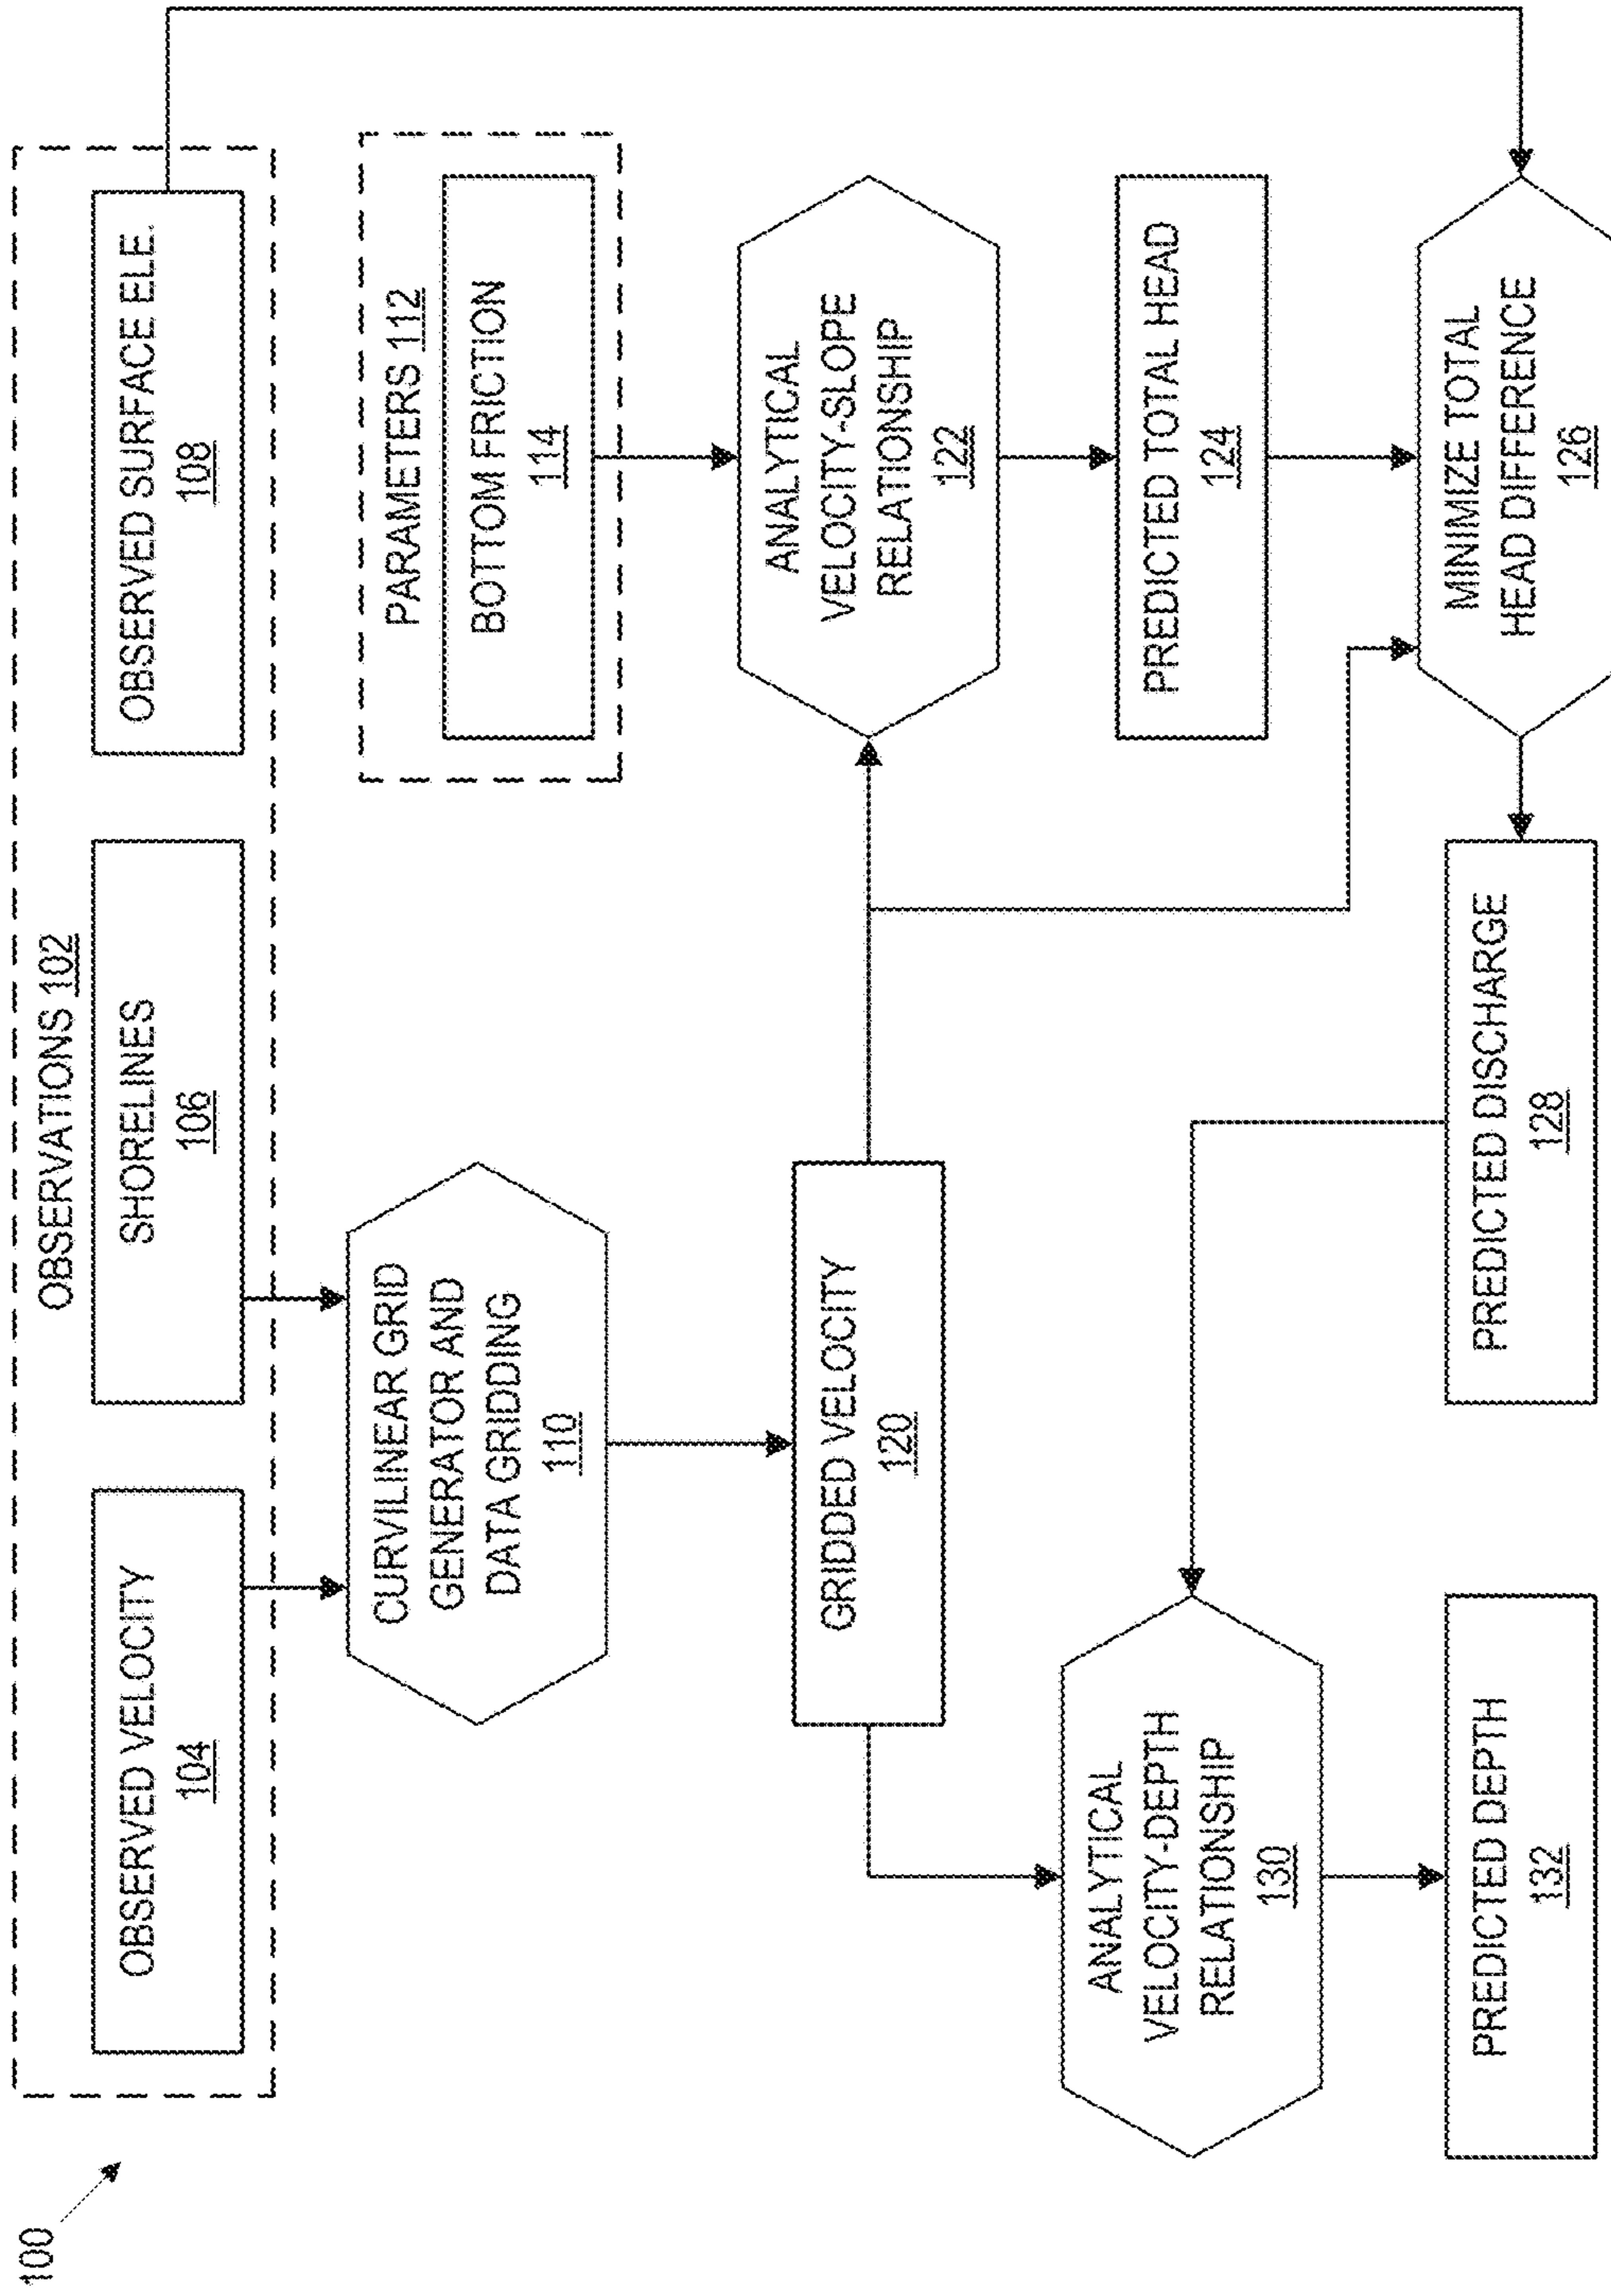 100
OBSERVATIONS 102
OBSERVED VELOCITY
104
SHORELINES
106
OBSERVED SURFACE ELE.
108
CURVILINEAR GRID
GENERATOR AND
DATA GRIDDING
110
PARAMETERS 112
BOTTOM FRICTION
114
GRIDDED VELOCITY
120
ANALYTICAL
VELOCITY-SLOPE
RELATIONSHIP
122
PREDICTED TOTAL HEAD
124
ANALYTICAL
VELOCITY-DEPTH
RELATIONSHIP
130
PREDICTED DEPTH
132
PREDICTED DISCHARGE
128
MINIMIZE TOTAL
HEAD DIFFERENCE
126